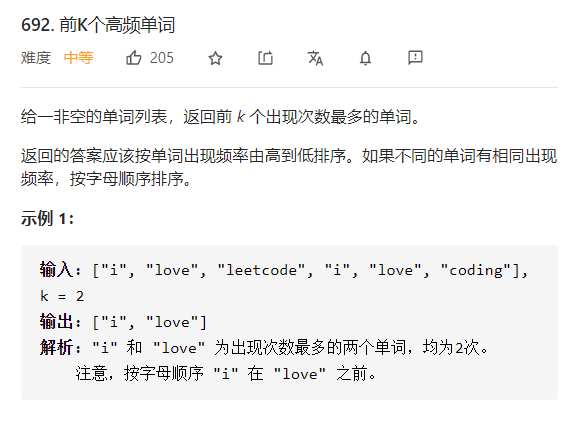 692. 前K个高频单词
难度 中等 205
给一非空的单词列表，返回前 k 个出现次数最多的单词。
返回的答案应该按单词出现频率由高到低排序。如果不同的单词有相同出现
频率，按字母顺序排序。
示例 1：
输入：["i", "love", "leetcode", "i", "love", "coding"],
k = 2
输出：["i", "love"]
解析："i" 和 "love" 为出现次数最多的两个单词，均为2次。
注意，按字母顺序 "i" 在 "love" 之前。